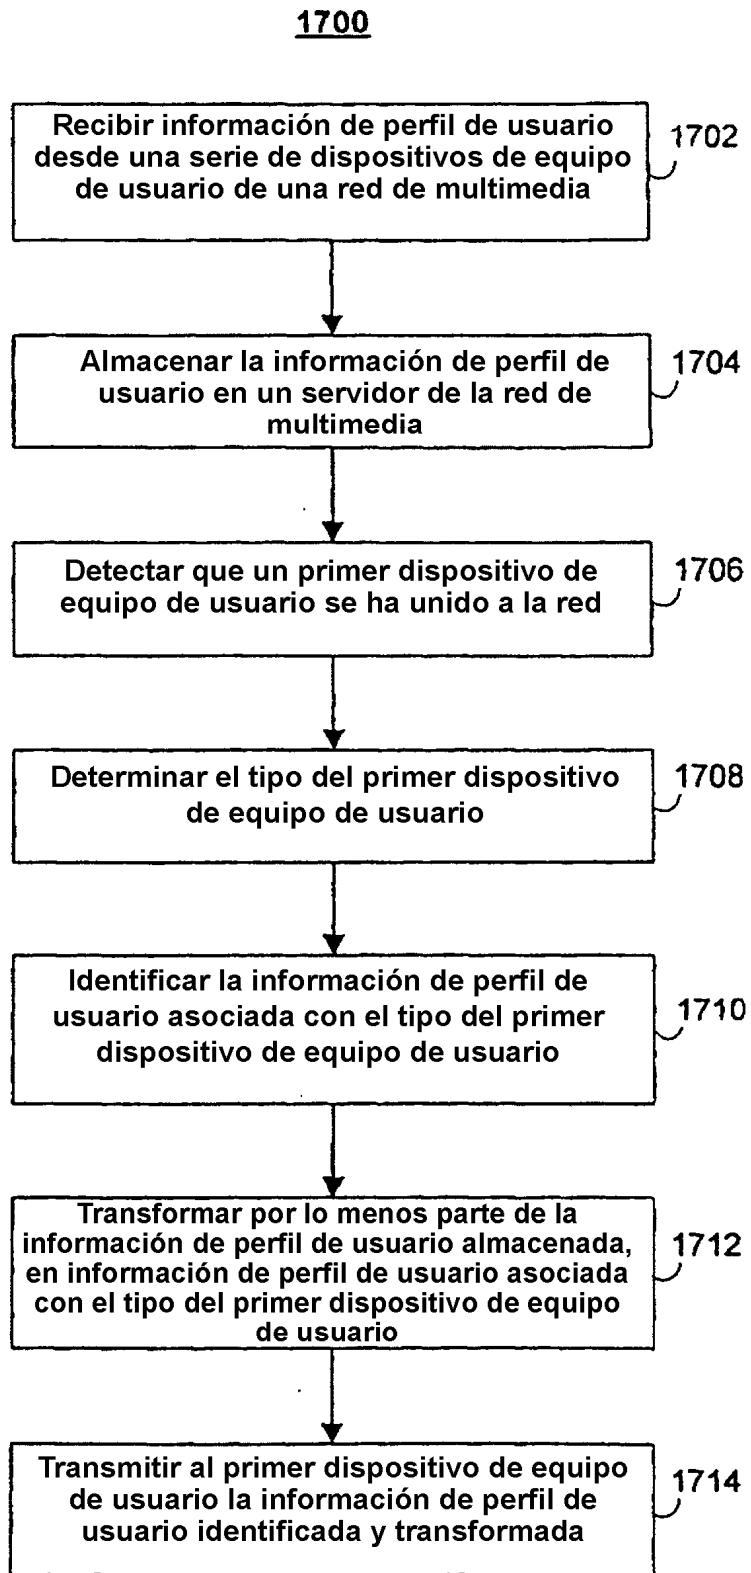 1700
Recibir información de perfil de usuario
desde una serie de dispositivos de equipo
de usuario de una red de multimedia
1702
Almacenar la información de perfil de
usuario en un servidor de la red de
multimedia
1704
Detectar que un primer dispositivo de
equipo de usuario se ha unido a la red
1706
Determinar el tipo del primer dispositivo
de equipo de usuario
1708
Identificar la información de perfil de
usuario asociada con el tipo del primer
dispositivo de equipo de usuario
1710
Transformar por lo menos parte de la
información de perfil de usuario almacenada,
en información de perfil de usuario asociada
con el tipo del primer dispositivo de equipo
de usuario
1712
Transmitir al primer dispositivo de equipo
de usuario la información de perfil de
usuario identificada y transformada
1714